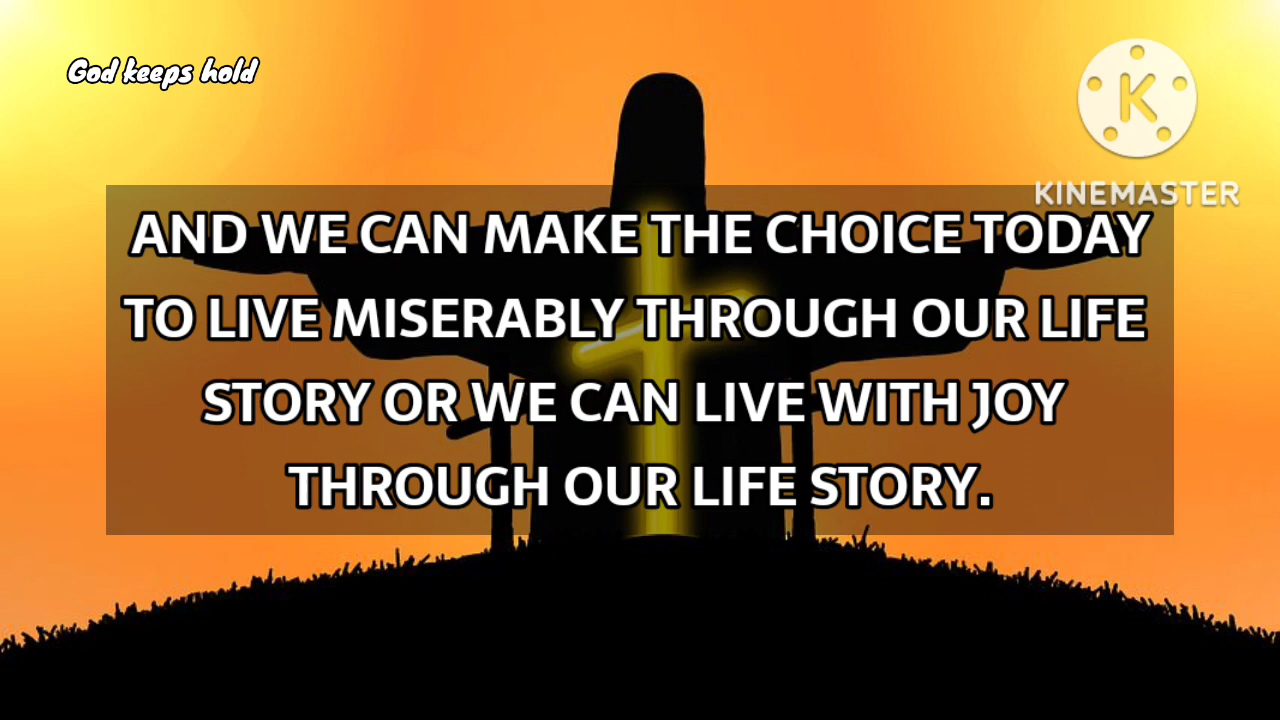 God keeps hold
K
KINEMASTER
AND WE CAN MAKE THE CHOICE TODAY
TO LIVE MISERABLY THROUGH OUR LIFE
STORY OR WE CAN LIVE WITH JOY
THROUGH OUR LIFE STORY.